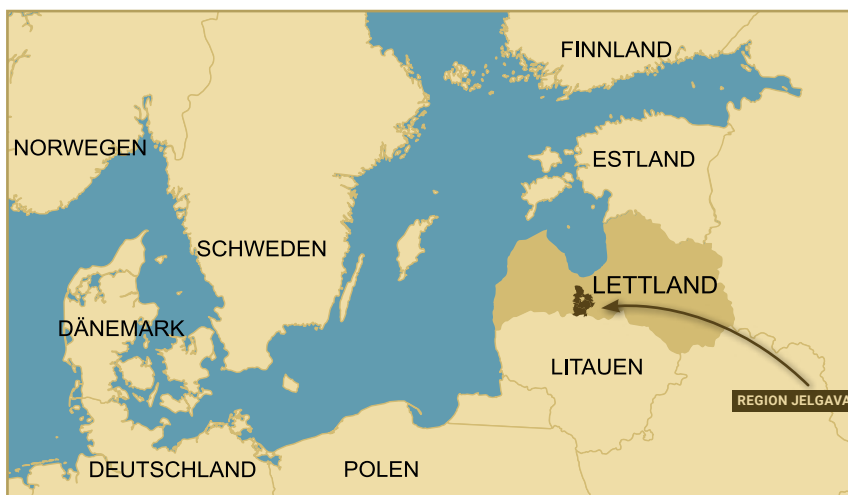 FINNLAND
NORWEGEN
ESTLAND
SCHWEDEN
LETTLAND
DÄNEMARK
LITAUEN
REGION JELGAVA
DEUTSCHLAND
POLEN